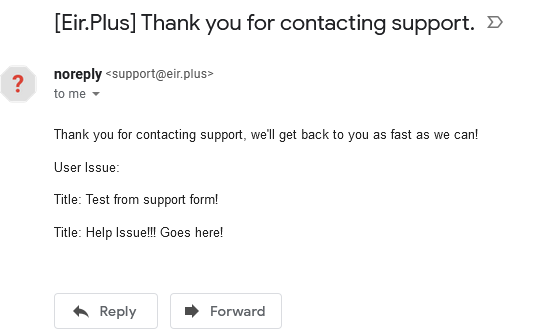 [Eir.Plus] Thank you for contacting support.
?
noreply <support@eir.plus>
to me
Thank you for contacting support, we'll get back to you as fast as we can!
User Issue:
Title: Test from support form!
Title: Help Issue!!! Goes here!
Reply
Forward